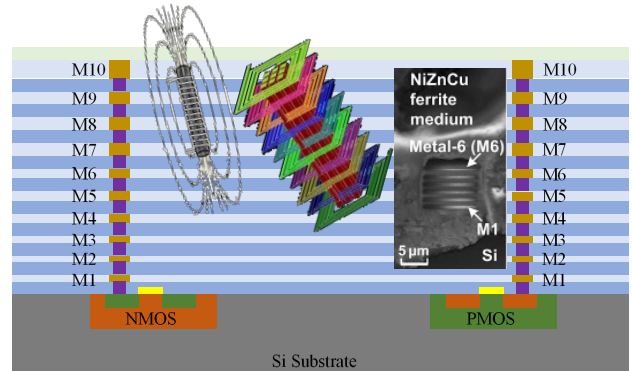 M10
M9
M8
M7
M6
M5
M4
M3
M2
M1
NMOS
NiZnCu
ferrite
medium
Metal-6 (M6)
M1
5 µm
Si
M10
M9
M8
M7
M6
M5
M4
M3
M2
M1
PMOS
Si Substrate